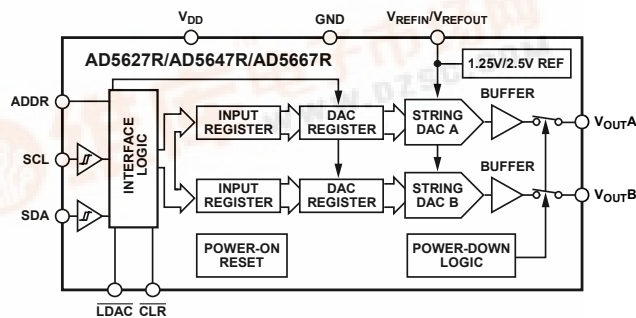 VDD
GND
VREFIN/VREFOUT
AD5627R/AD5647R/AD5667R
1.25V/2.5V REF
ADDR
BUFFER
INTERFACE LOGIC
INPUT REGISTER
DAC REGISTER
STRING DAC A
VOUTA
SCL
BUFFER
INPUT REGISTER
DAC REGISTER
STRING DAC B
VOUTB
SDA
POWER-ON RESET
POWER-DOWN LOGIC
LDAC
CLR